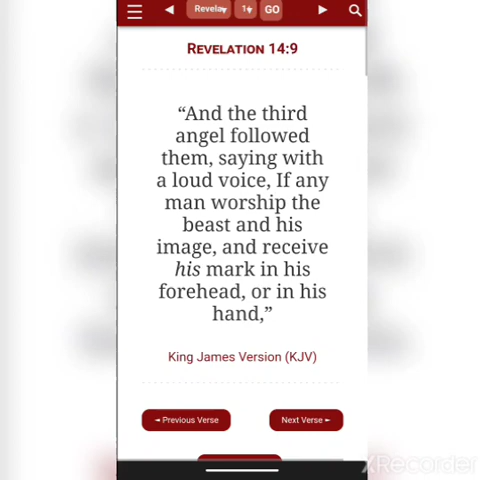 Revela
1
GO
REVELATION 14:9
“And the third
angel followed
them, saying with
a loud voice, If any
man worship the
beast and his
image, and receive
his mark in his
forehead, or in his
hand,”
King James Version (KJV)
◄ Previous Verse
Next Verse ►
XRecorder